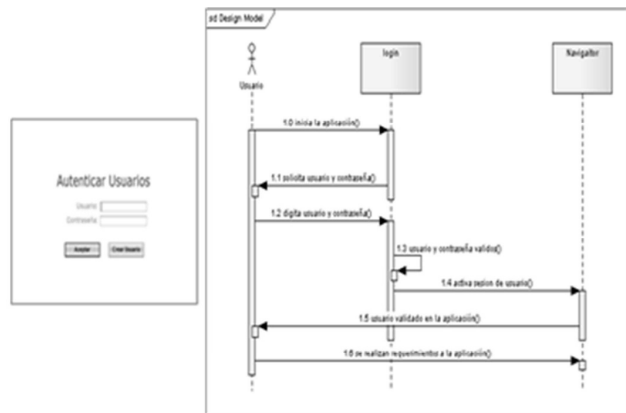 Autenticar Usuarios
Usuario:
Contraseña:
Aceptar
Crear Usuario
sd Design Model
Usuario
login
Navigaltor
1.0 inicia la aplicación()
1.1 solicita usuario y contraseña()
1.2 digita usuario y contraseña()
1.3 usuario y contraseña validos()
1.4 activa sesion de usuario()
1.5 usuario validado en la aplicación()
1.6 se realizan requerimientos a la aplicación()